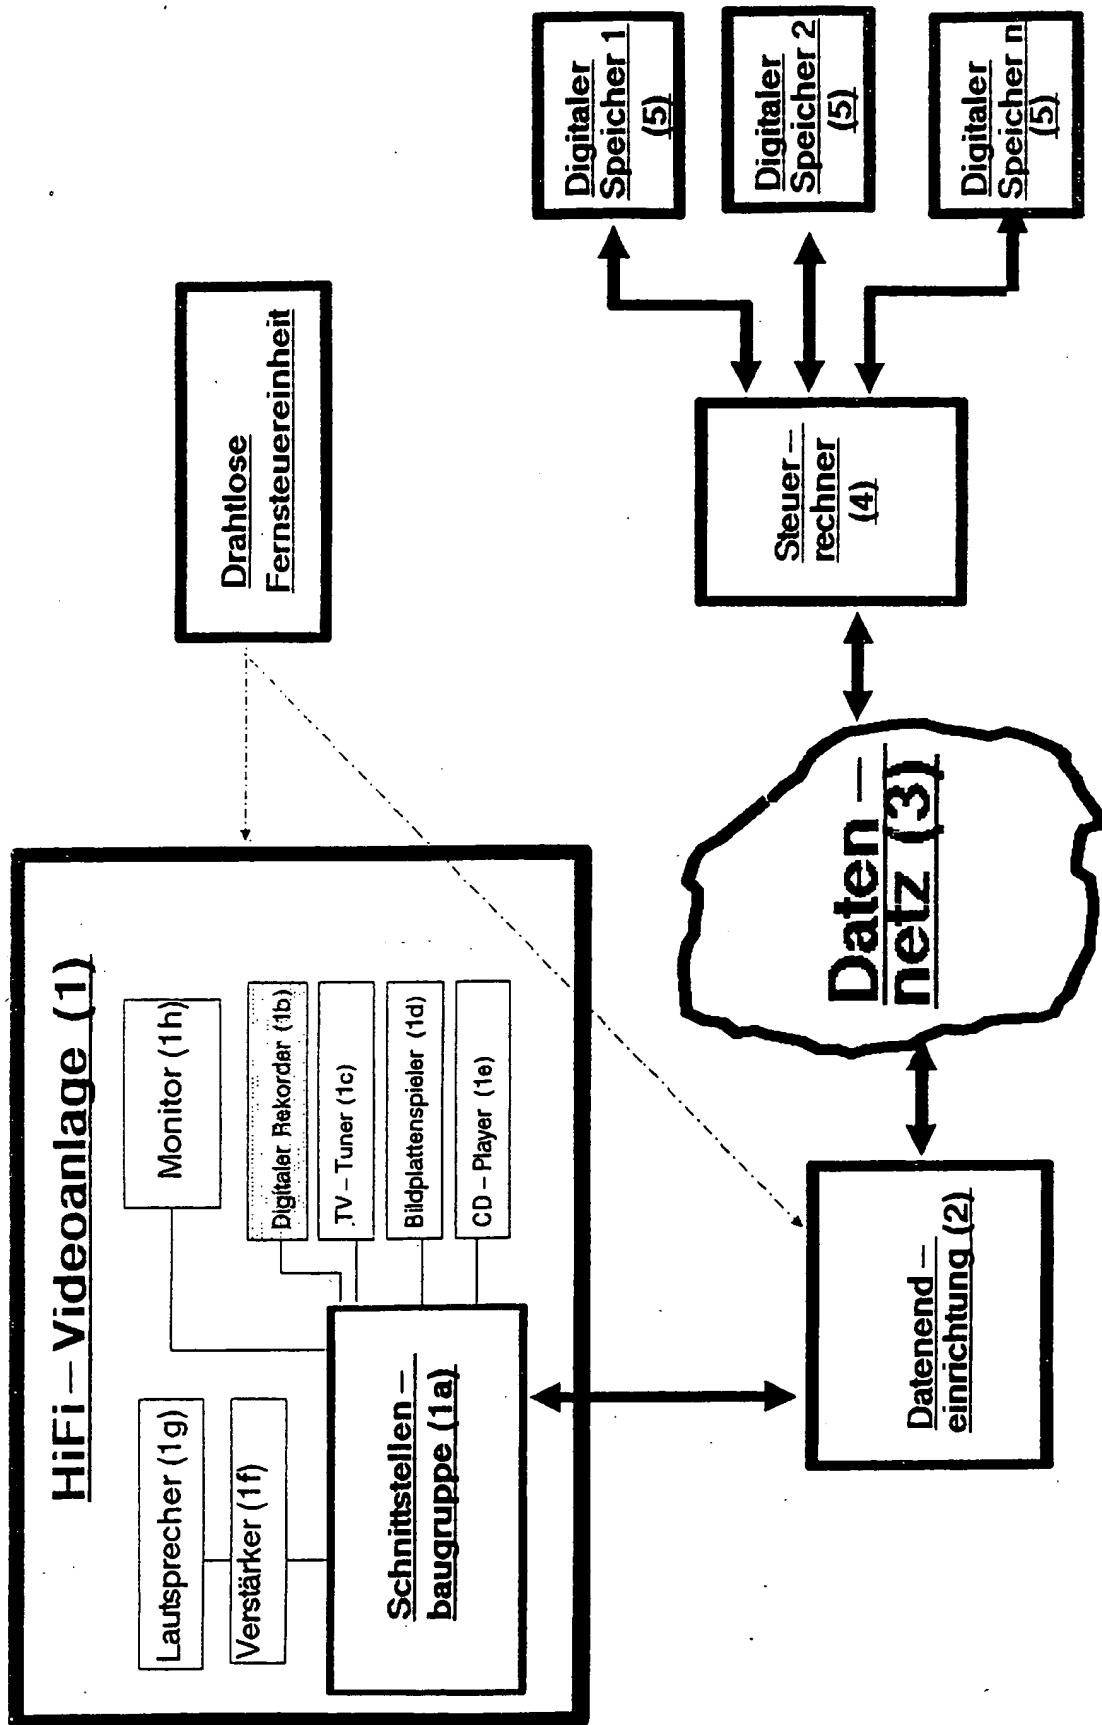 HiFi – Videoanlage (1)
Lautsprecher (1g)
Verstärker (1f)
Monitor (1h)
Digitaler Rekorder (1b)
TV – Tuner (1c)
Bildplattenspieler (1d)
CD – Player (1e)
Schnittstellen –
baugruppe (1a)
Drahtlose
Fernsteuereinheit
Datenend –
einrichtung (2)
Daten –
netz (3)
Steuer –
rechner
(4)
Digitaler
Speicher 1
(5)
Digitaler
Speicher 2
(5)
Digitaler
Speicher n
(5)